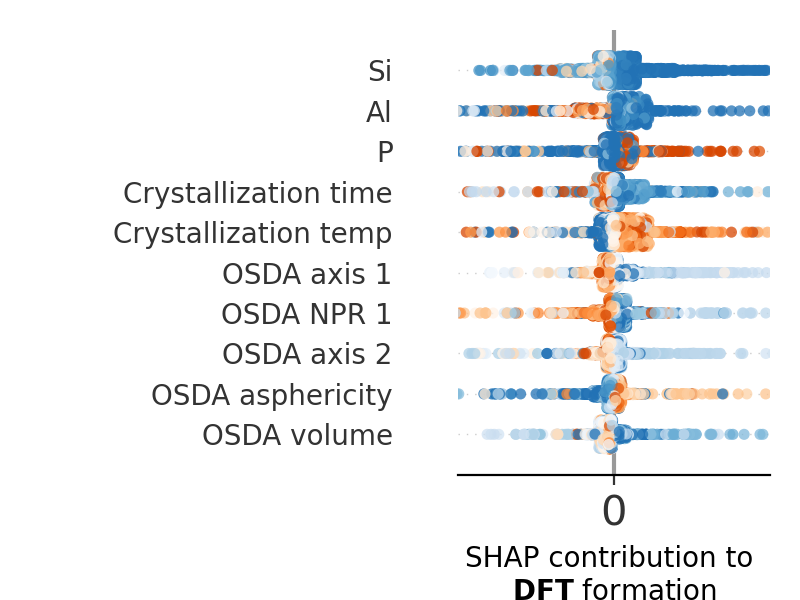 Si
Al
P
Crystallization time
Crystallization temp
OSDA axis 1
OSDA NPR 1
OSDA axis 2
OSDA asphericity
OSDA volume
0
SHAP contribution to
DFT formation